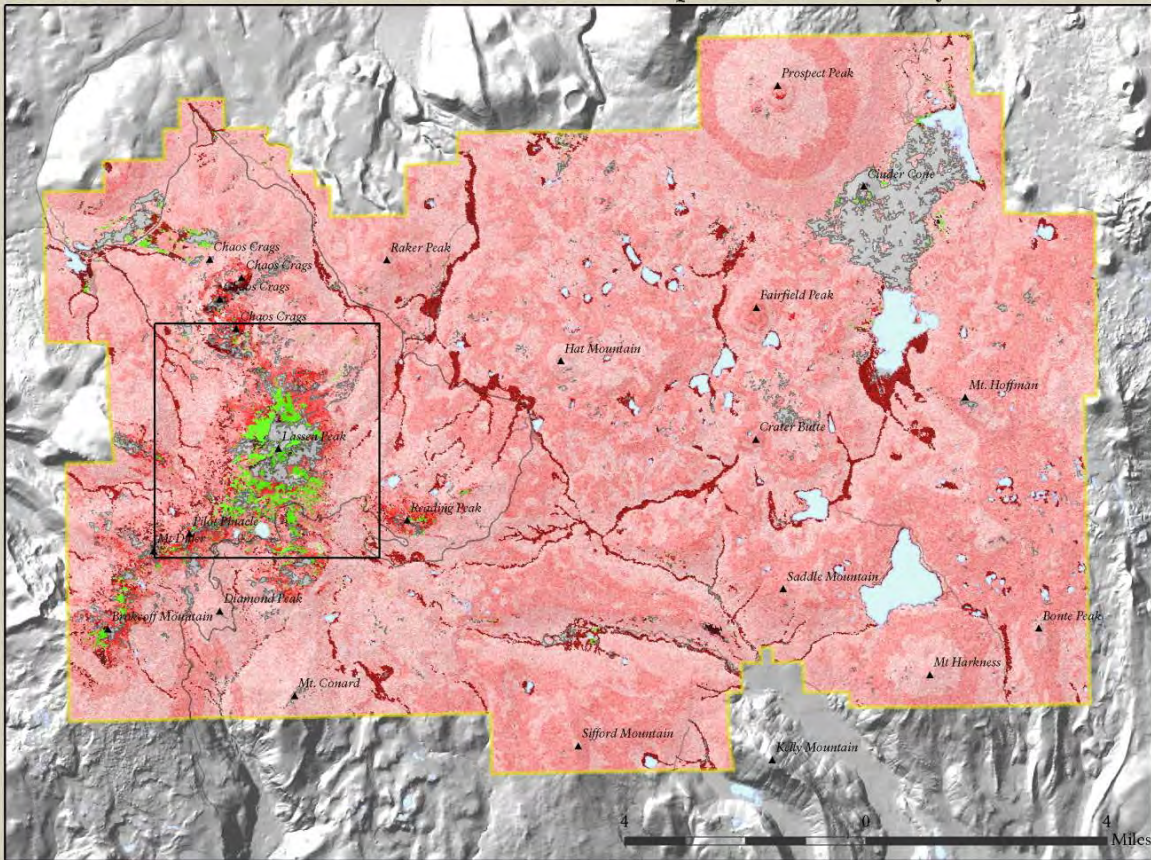 Prospect Peak
Cinder Cone
Chaos Crags
Raker Peak
Chaos Crags
Chaos Crags
Fairfield Peak
Chaos Crags
Hat Mountain
Mt. Hoffman
Lassen Peak
Crater Butte
Reading Peak
Pilot Pinacle
Mt Diller
Saddle Mountain
Diamond Peak
Brokeoff Mountain
Bonte Peak
Mt Harkness
Mt. Conard
Sifford Mountain
Kelly Mountain
4 0 4
Miles